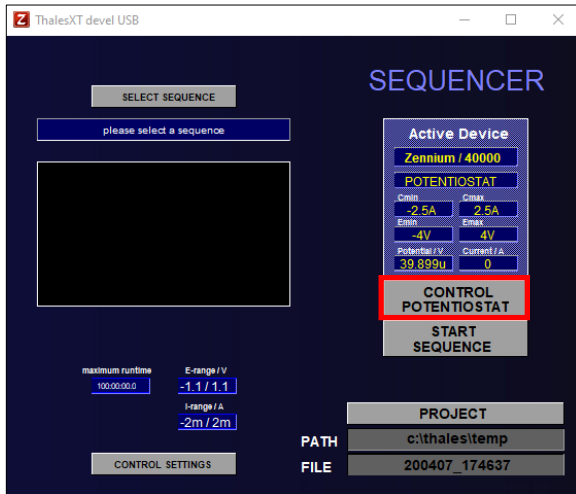 Z ThalesXT devel USB
SEQUENCER
SELECT SEQUENCE
please select a sequence
Active Device
Zennium / 40000
POTENTIOSTAT
Cmin Cmax
-2.5A 2.5A
Emin Emax
-4V 4V
Potential / V Current / A
39.899u 0
CONTROL
POTENTIOSTAT
START
SEQUENCE
maximum runtime E-range / V
100:00:00.0 -1.1 / 1.1
I-range / A
-2m / 2m
CONTROL SETTINGS
PROJECT
PATH c:\thales\temp
FILE 200407_174637